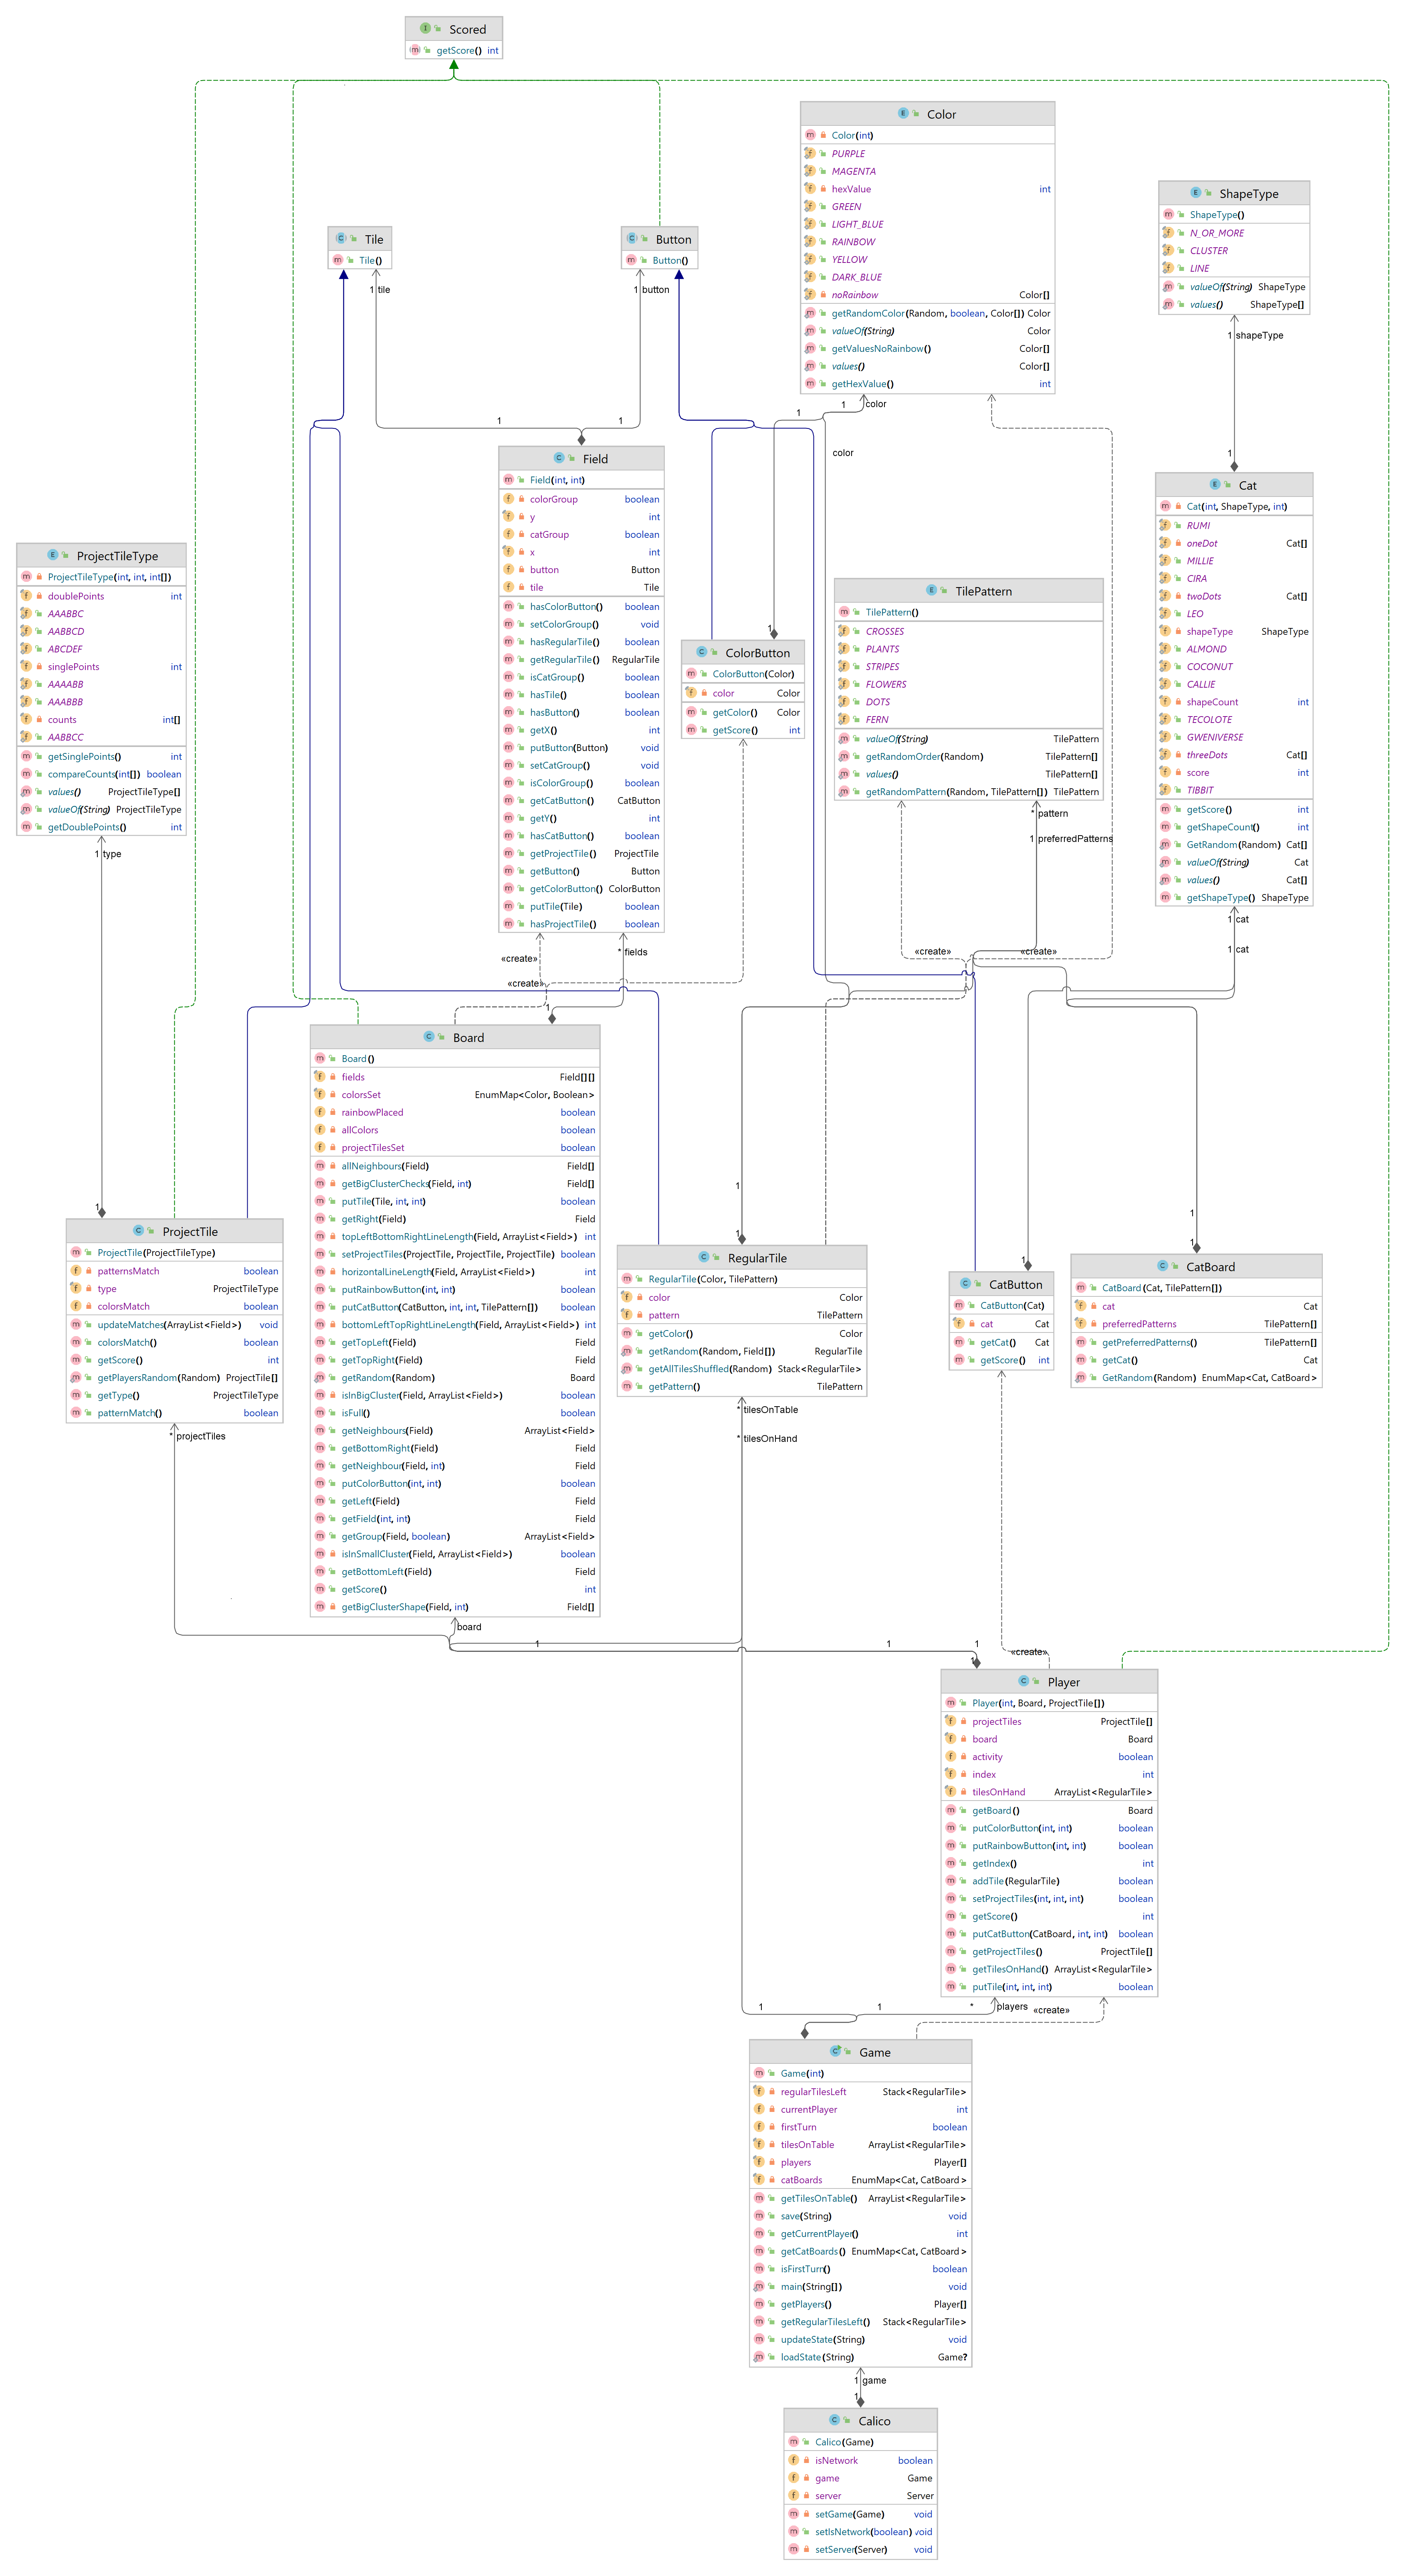 Scored
getScore() int
Color
Color(int)
PURPLE
MAGENTA
hexValue int
GREEN
LIGHT_BLUE
RAINBOW
YELLOW
DARK_BLUE
noRainbow Color[]
getRandomColor(Random, boolean, Color[]) Color
valueOf(String) Color
getValuesNoRainbow() Color[]
values() Color[]
getHexValue() int
ShapeType
ShapeType()
N_OR_MORE
CLUSTER
LINE
valueOf(String) ShapeType
values() ShapeType[]
Tile
Tile()
Button
Button()
1 tile
1 button
1 shapeType
1
1
1
1
1 color
color
1
Field
Field(int, int)
colorGroup boolean
y int
catGroup boolean
x int
button Button
tile Tile
hasColorButton() boolean
setColorGroup() void
hasRegularTile() boolean
getRegularTile() RegularTile
isCatGroup() boolean
hasTile() boolean
hasButton() boolean
getX() int
putButton(Button) void
setCatGroup() void
isColorGroup() boolean
getCatButton() CatButton
getY() int
hasCatButton() boolean
getProjectTile() ProjectTile
getButton() Button
getColorButton() ColorButton
putTile(Tile) boolean
hasProjectTile() boolean
Cat
Cat(int, ShapeType, int)
RUMI
oneDot Cat[]
MILLIE
CIRA
twoDots Cat[]
LEO
shapeType ShapeType
ALMOND
COCONUT
CALLIE
shapeCount int
TECOLOTE
GWENIVERSE
threeDots Cat[]
score int
TIBBIT
getScore() int
getShapeCount() int
GetRandom(Random) Cat[]
valueOf(String) Cat
values() Cat[]
getShapeType() ShapeType
ProjectTileType
ProjectTileType(int, int, int[])
doublePoints int
AAABBC
AABBCD
ABCDEF
singlePoints int
AAAABB
AAABBB
counts int[]
AABBCC
getSinglePoints() int
compareCounts(int[]) boolean
values() ProjectTileType[]
valueOf(String) ProjectTileType
getDoublePoints() int
TilePattern
TilePattern()
CROSSES
PLANTS
STRIPES
FLOWERS
DOTS
FERN
valueOf(String) TilePattern
getRandomOrder(Random) TilePattern[]
values() TilePattern[]
getRandomPattern(Random, TilePattern[]) TilePattern
1
ColorButton
ColorButton(Color)
color Color
getColor() Color
getScore() int
* pattern
1 preferredPatterns
1 type
1 cat
1 cat
* fields
«create»
«create»
«create»
«create»
1
Board
Board()
fields Field[][]
colorsSet EnumMap<Color, Boolean>
rainbowPlaced boolean
allColors boolean
projectTilesSet boolean
allNeighbours(Field) Field[]
getBigClusterChecks(Field, int) Field[]
putTile(Tile, int, int) boolean
getRight(Field) Field
topLeftBottomRightLineLength(Field, ArrayList<Field>) int
setProjectTiles(ProjectTile, ProjectTile, ProjectTile) boolean
horizontalLineLength(Field, ArrayList<Field>) int
putRainbowButton(int, int) boolean
putCatButton(CatButton, int, int, TilePattern[]) boolean
bottomLeftTopRightLineLength(Field, ArrayList<Field>) int
getTopLeft(Field) Field
getTopRight(Field) Field
getRandom(Random) Board
isInBigCluster(Field, ArrayList<Field>) boolean
isFull() boolean
getNeighbours(Field) ArrayList<Field>
getBottomRight(Field) Field
getNeighbour(Field, int) Field
putColorButton(int, int) boolean
getLeft(Field) Field
getField(int, int) Field
getGroup(Field, boolean) ArrayList<Field>
isInSmallCluster(Field, ArrayList<Field>) boolean
getBottomLeft(Field) Field
getScore() int
getBigClusterShape(Field, int) Field[]
1
1
1
1
1
1
ProjectTile
ProjectTile(ProjectTileType)
patternsMatch boolean
type ProjectTileType
colorsMatch boolean
updateMatches(ArrayList<Field>) void
colorsMatch() boolean
getScore() int
getPlayersRandom(Random) ProjectTile[]
getType() ProjectTileType
patternMatch() boolean
RegularTile
RegularTile(Color, TilePattern)
color Color
pattern TilePattern
getColor() Color
getRandom(Random, Field[]) RegularTile
getAllTilesShuffled(Random) Stack<RegularTile>
getPattern() TilePattern
CatButton
CatButton(Cat)
cat Cat
getCat() Cat
getScore() int
CatBoard
CatBoard(Cat, TilePattern[])
cat Cat
preferredPatterns TilePattern[]
getPreferredPatterns() TilePattern[]
getCat() Cat
GetRandom(Random) EnumMap<Cat, CatBoard>
* tilesOnTable
* tilesOnHand
* projectTiles
board
1
1
1
1
«create»
Player
Player(int, Board, ProjectTile[])
projectTiles ProjectTile[]
board Board
activity boolean
index int
tilesOnHand ArrayList<RegularTile>
getBoard() Board
putColorButton(int, int) boolean
putRainbowButton(int, int) boolean
getIndex() int
addTile(RegularTile) boolean
setProjectTiles(int, int, int) boolean
getScore() int
putCatButton(CatBoard, int, int) boolean
getProjectTiles() ProjectTile[]
getTilesOnHand() ArrayList<RegularTile>
putTile(int, int, int) boolean
1
1
* players
«create»
Game
Game(int)
regularTilesLeft Stack<RegularTile>
currentPlayer int
firstTurn boolean
tilesOnTable ArrayList<RegularTile>
players Player[]
catBoards EnumMap<Cat, CatBoard>
getTilesOnTable() ArrayList<RegularTile>
save(String) void
getCurrentPlayer() int
getCatBoards() EnumMap<Cat, CatBoard>
isFirstTurn() boolean
main(String[]) void
getPlayers() Player[]
getRegularTilesLeft() Stack<RegularTile>
updateState(String) void
loadState(String) Game?
1 game
1
Calico
Calico(Game)
isNetwork boolean
game Game
server Server
setGame(Game) void
setIsNetwork(boolean) void
setServer(Server) void